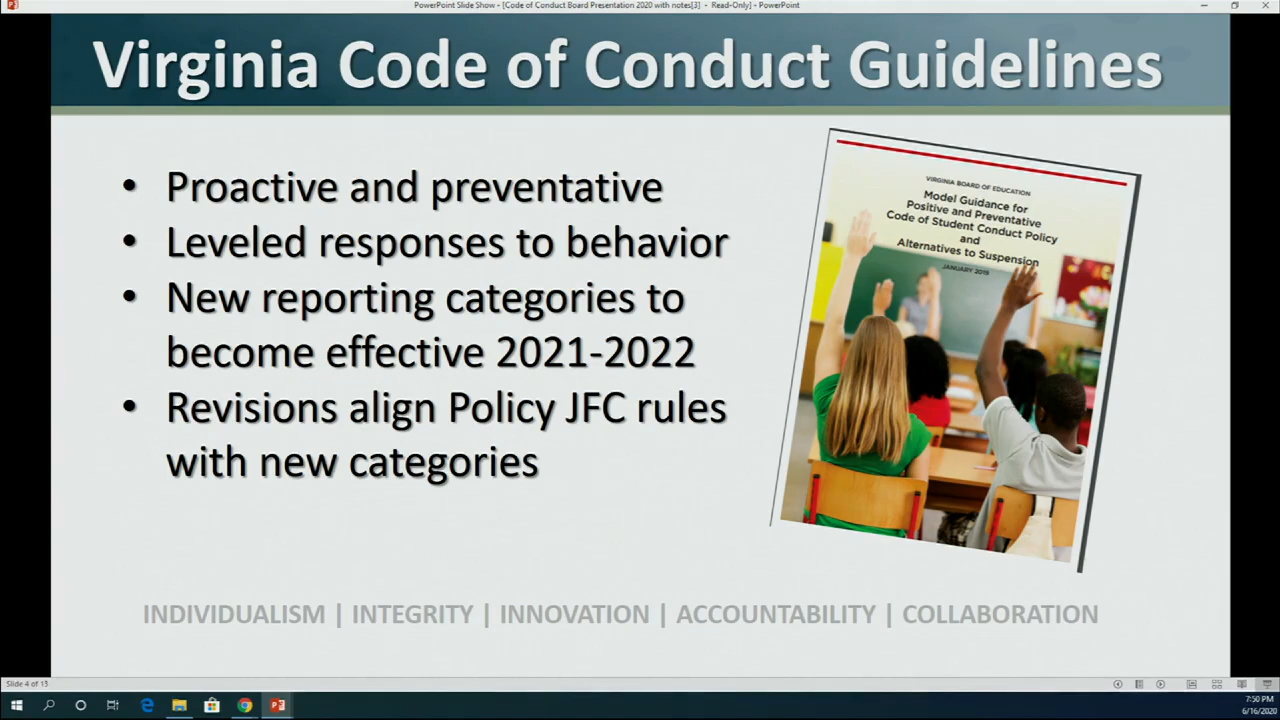 PowerPoint Slide Show - [Code of Conduct Board Presentation 2020 with notes[3] - Read-Only] - PowerPoint
Virginia Code of Conduct Guidelines
• Proactive and preventative
• Leveled responses to behavior
• New reporting categories to
become effective 2021-2022
• Revisions align Policy JFC rules
with new categories
VIRGINIA BOARD OF EDUCATION
Model Guidance for
Positive and Preventative
Code of Student Conduct Policy
and
Alternatives to Suspension
JANUARY 2019
INDIVIDUALISM | INTEGRITY | INNOVATION | ACCOUNTABILITY | COLLABORATION
Slide 4 of 13
7:50 PM
6/16/2020